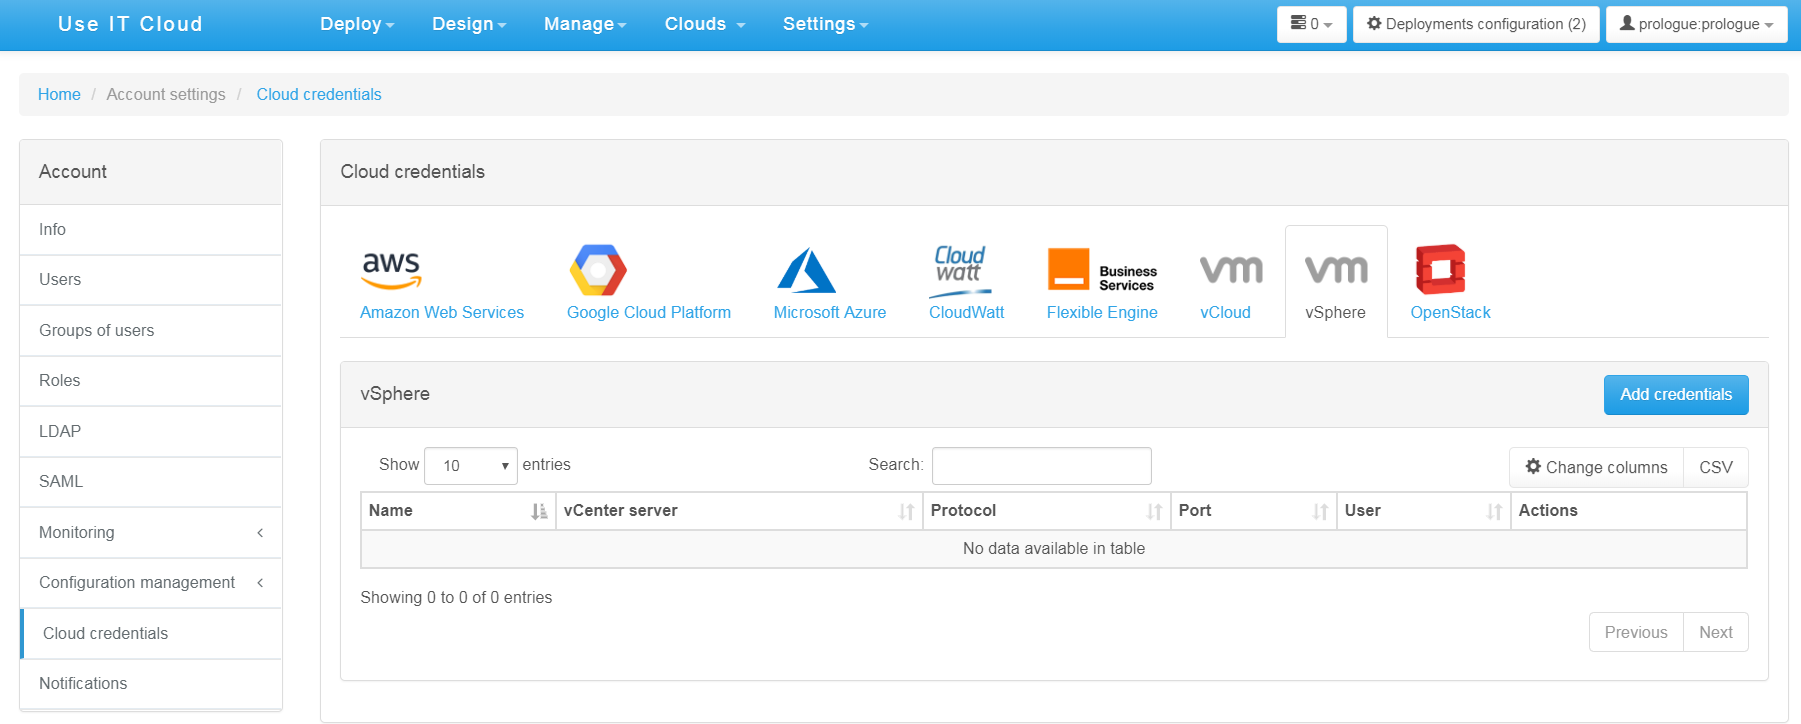 Use IT Cloud
Deploy Design Manage Clouds Settings
0 Deployments configuration (2) prologue:prologue
Home / Account settings / Cloud credentials
Account
Info
Users
Groups of users
Roles
LDAP
SAML
Monitoring
Configuration management
Cloud credentials
Notifications
Cloud credentials
aws
Amazon Web Services
Google Cloud Platform
Microsoft Azure
Cloud
watt
CloudWatt
Business
Services
Flexible Engine
vm
vCloud
vm
vSphere
OpenStack
vSphere
Add credentials
Show 10 entries
Search:
Change columns CSV
Name vCenter server Protocol Port User Actions
No data available in table
Showing 0 to 0 of 0 entries
Previous Next